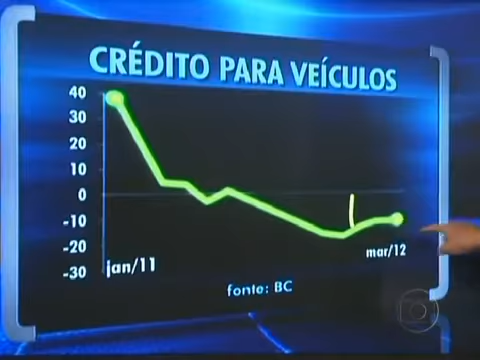 CRÉDITO PARA VEÍCULOS
40
30
20
10
0
-10
-20
-30
jan/11
mar/12
fonte: BC